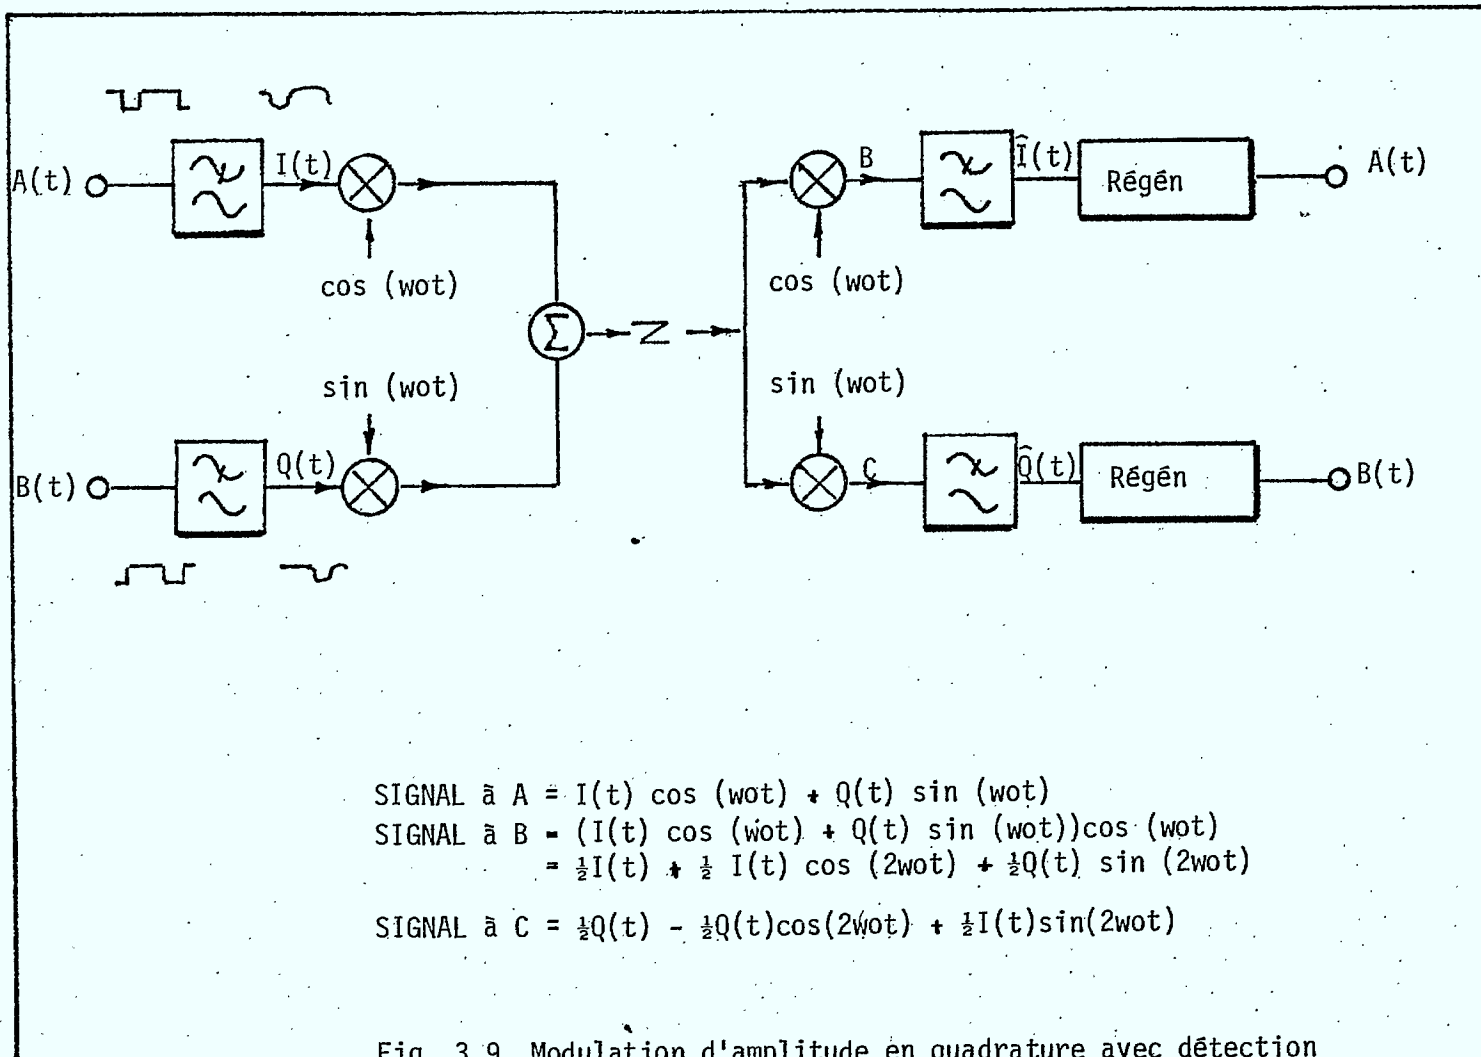 A(t) I(t) B Î(t) Régén A(t)
cos (wot) cos (wot)
Σ
sin (wot) sin (wot)
B(t) Q(t) C Q̂(t) Régén B(t)
SIGNAL à A = I(t) cos (wot) + Q(t) sin (wot)
SIGNAL à B = (I(t) cos (wot) + Q(t) sin (wot))cos (wot)
= ½I(t) + ½ I(t) cos (2wot) + ½Q(t) sin (2wot)
SIGNAL à C = ½Q(t) - ½Q(t)cos(2wot) + ½I(t)sin(2wot)
Fig. 3.9 Modulation d'amplitude en quadrature avec détection